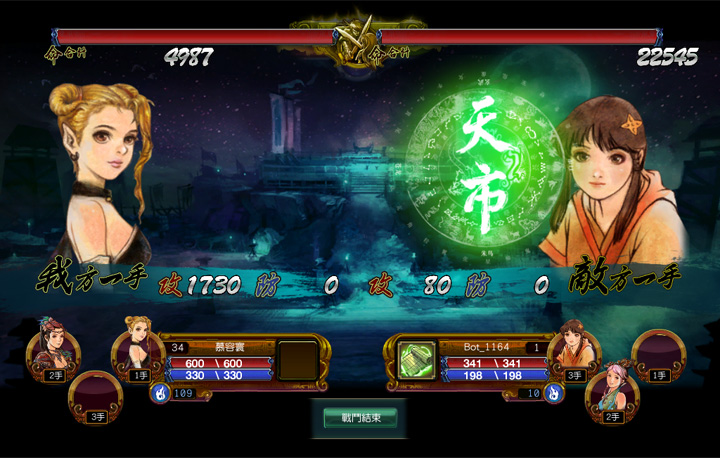 命 合計 命 合計
4987 22545
天市
我方一手 攻 1730 防 0 攻 80 防 0 敵方一手
34 慕容寰
Bot_1164 1
600 \ 600
330 \ 330
341 \ 341
198 \ 198
2手 1手
3手
109
10
3手 1手
2手
戰鬥結束